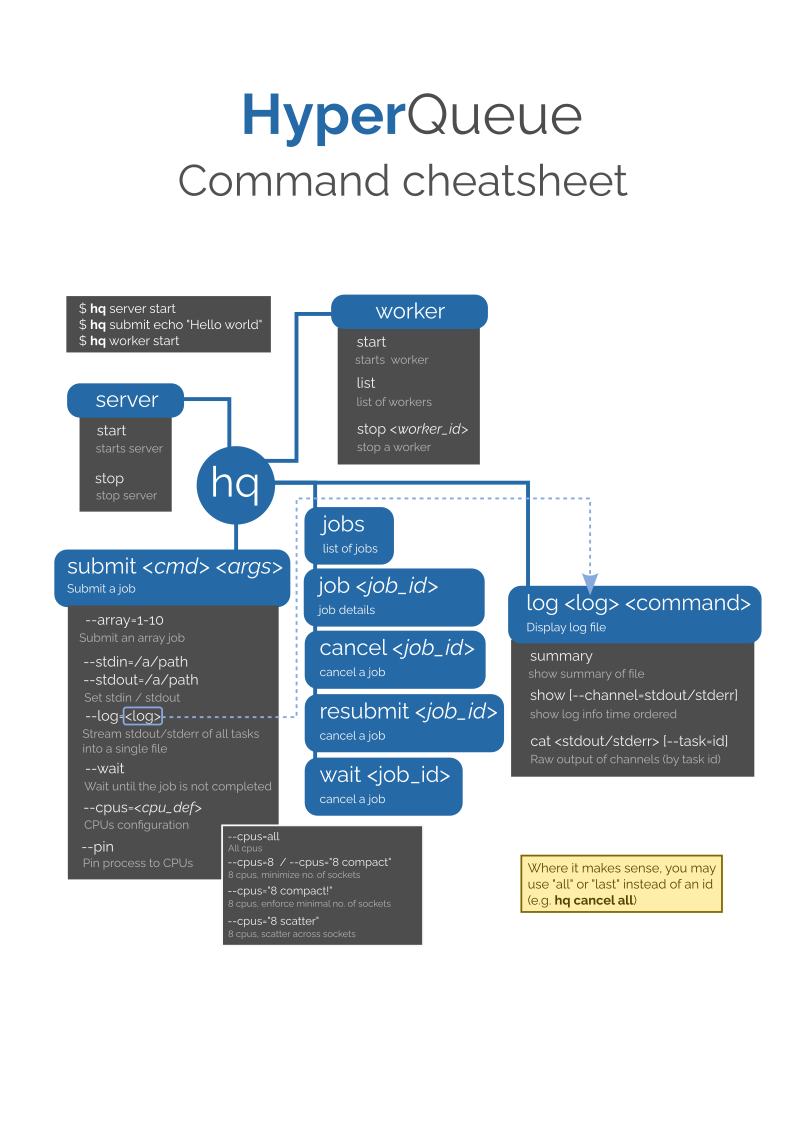 HyperQueue
Command cheatsheet
$ hq server start
$ hq submit echo "Hello world"
$ hq worker start
worker
start
starts worker
list
list of workers
stop <worker_id>
stop a worker
server
start
starts server
stop
stop server
hq
submit <cmd> <args>
Submit a job
--array=1-10
Submit an array job
--stdin=/a/path
--stdout=/a/path
Set stdin / stdout
--log=<log>
Stream stdout/stderr of all tasks
into a single file
--wait
Wait until the job is not completed
--cpus=<cpu_def>
CPUs configuration
--pin
Pin process to CPUs
--cpus=all
All cpus
--cpus=8 / --cpus="8 compact"
8 cpus, minimize no. of sockets
--cpus="8 compact!"
8 cpus, enforce minimal no. of sockets
--cpus="8 scatter"
8 cpus, scatter across sockets
jobs
list of jobs
job <job_id>
job details
cancel <job_id>
cancel a job
resubmit <job_id>
cancel a job
wait <job_id>
cancel a job
log <log> <command>
Display log file
summary
show summary of file
show [--channel=stdout/stderr]
show log info time ordered
cat <stdout/stderr> [--task=id]
Raw output of channels (by task id)
Where it makes sense, you may
use "all" or "last" instead of an id
(e.g. hq cancel all)